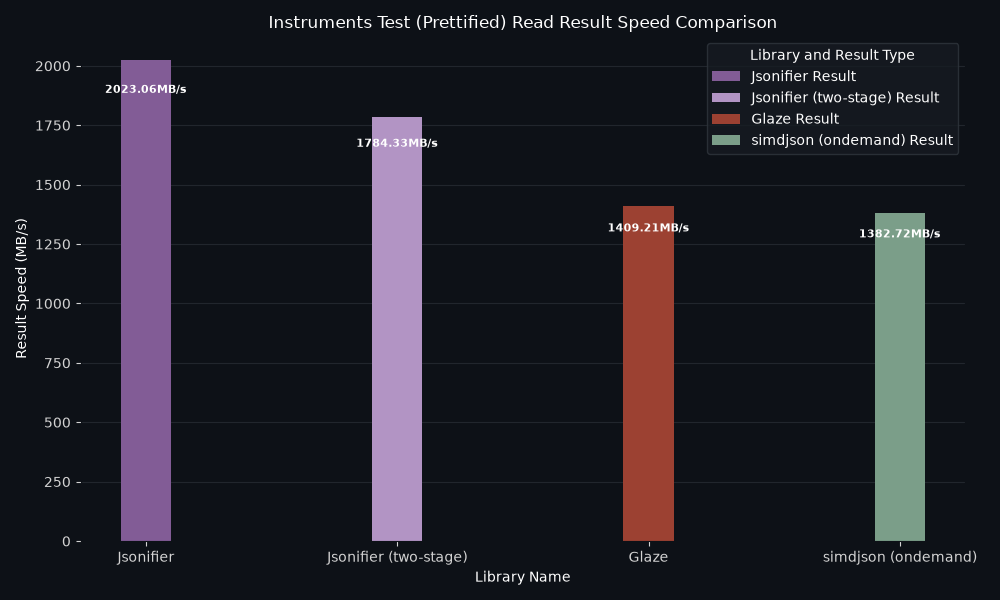 Instruments Test (Prettified) Read Result Speed Comparison
Library and Result Type
Jsonifier Result
Jsonifier (two-stage) Result
Glaze Result
simdjson (ondemand) Result
Result Speed (MB/s)
2000
1750
1500
1250
1000
750
500
250
0
2023.06MB/s
1784.33MB/s
1409.21MB/s
1382.72MB/s
Jsonifier
Jsonifier (two-stage)
Glaze
simdjson (ondemand)
Library Name